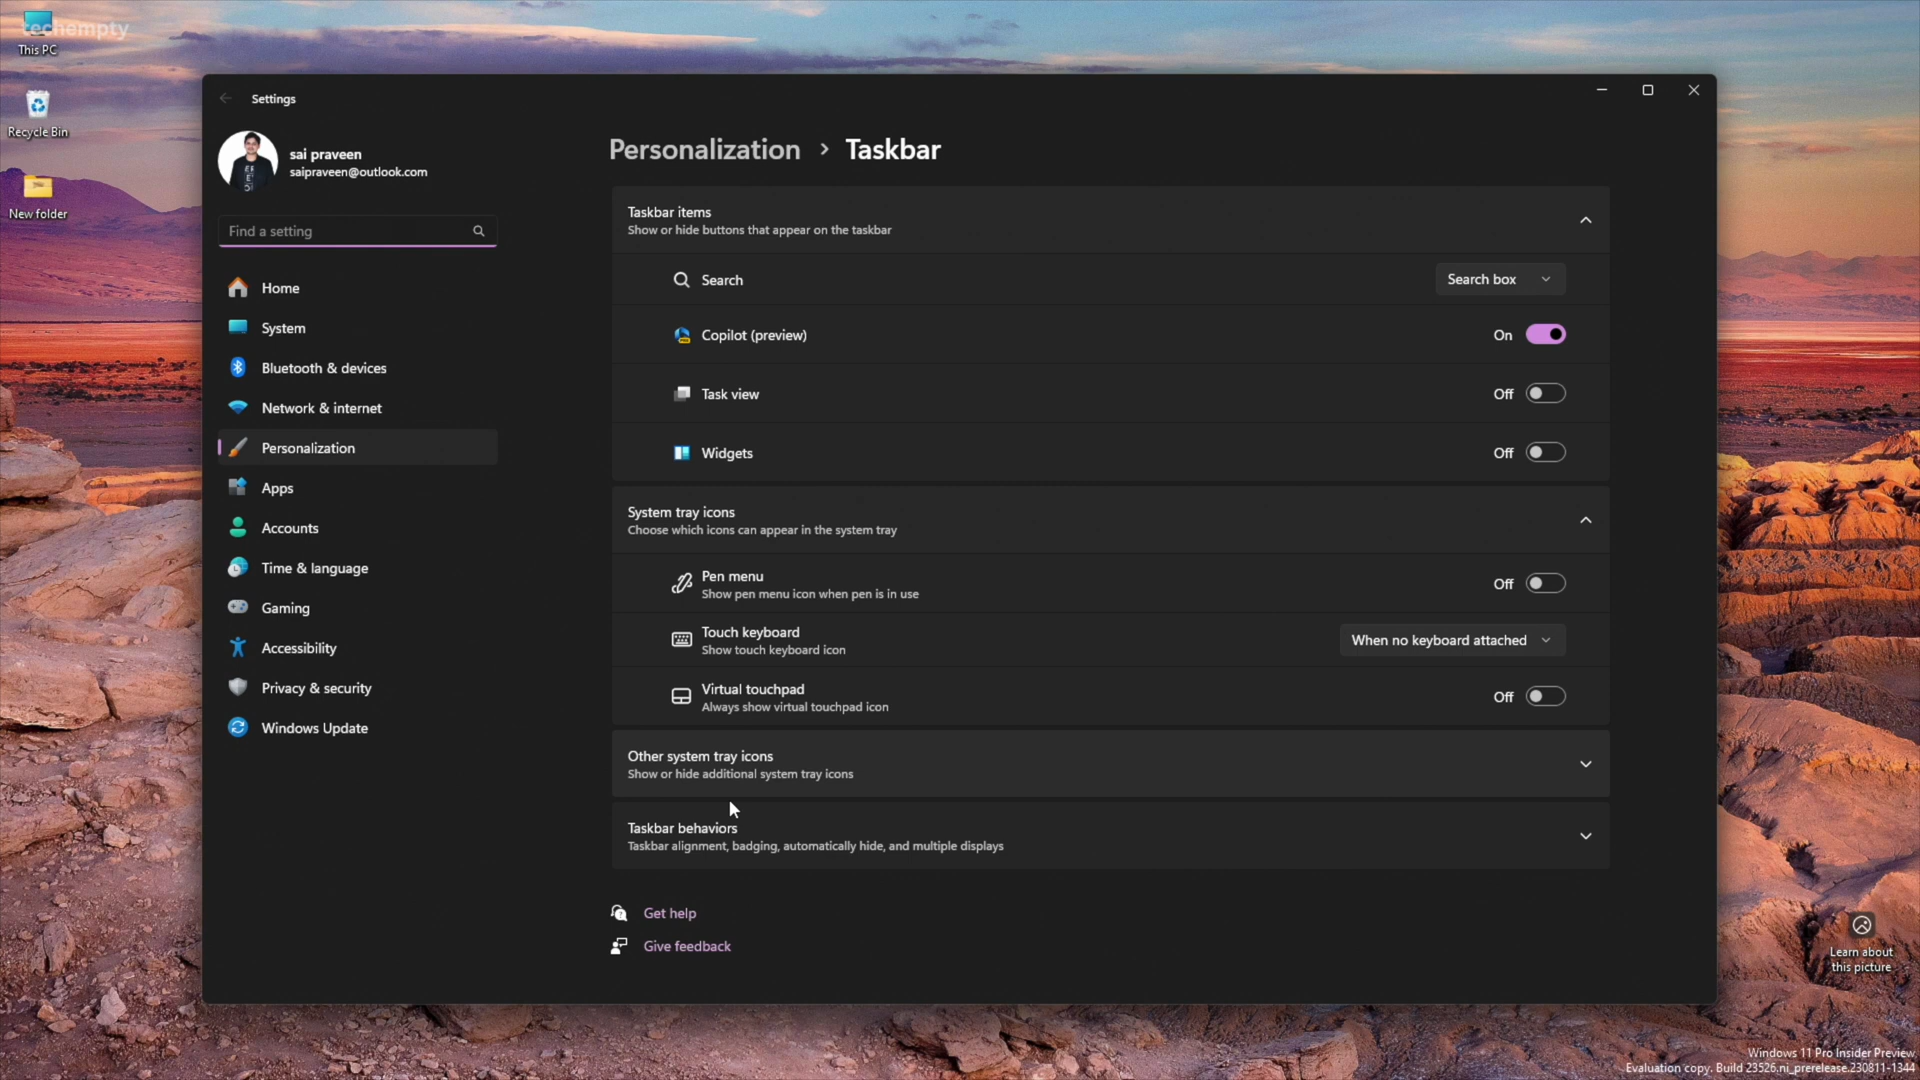 techempty
This PC
Recycle Bin
New folder
Settings
sai praveen
saipraveen@outlook.com
Find a setting
Home
System
Bluetooth & devices
Network & internet
Personalization
Apps
Accounts
Time & language
Gaming
Accessibility
Privacy & security
Windows Update
Personalization > Taskbar
Taskbar items
Show or hide buttons that appear on the taskbar
Search
Search box
Copilot (preview)
On
Task view
Off
Widgets
Off
System tray icons
Choose which icons can appear in the system tray
Pen menu
Show pen menu icon when pen is in use
Off
Touch keyboard
Show touch keyboard icon
When no keyboard attached
Virtual touchpad
Always show virtual touchpad icon
Off
Other system tray icons
Show or hide additional system tray icons
Taskbar behaviors
Taskbar alignment, badging, automatically hide, and multiple displays
Get help
Give feedback
Learn about
this picture
Windows 11 Pro Insider Preview
Evaluation copy. Build 23526.ni_prerelease.230811-1344